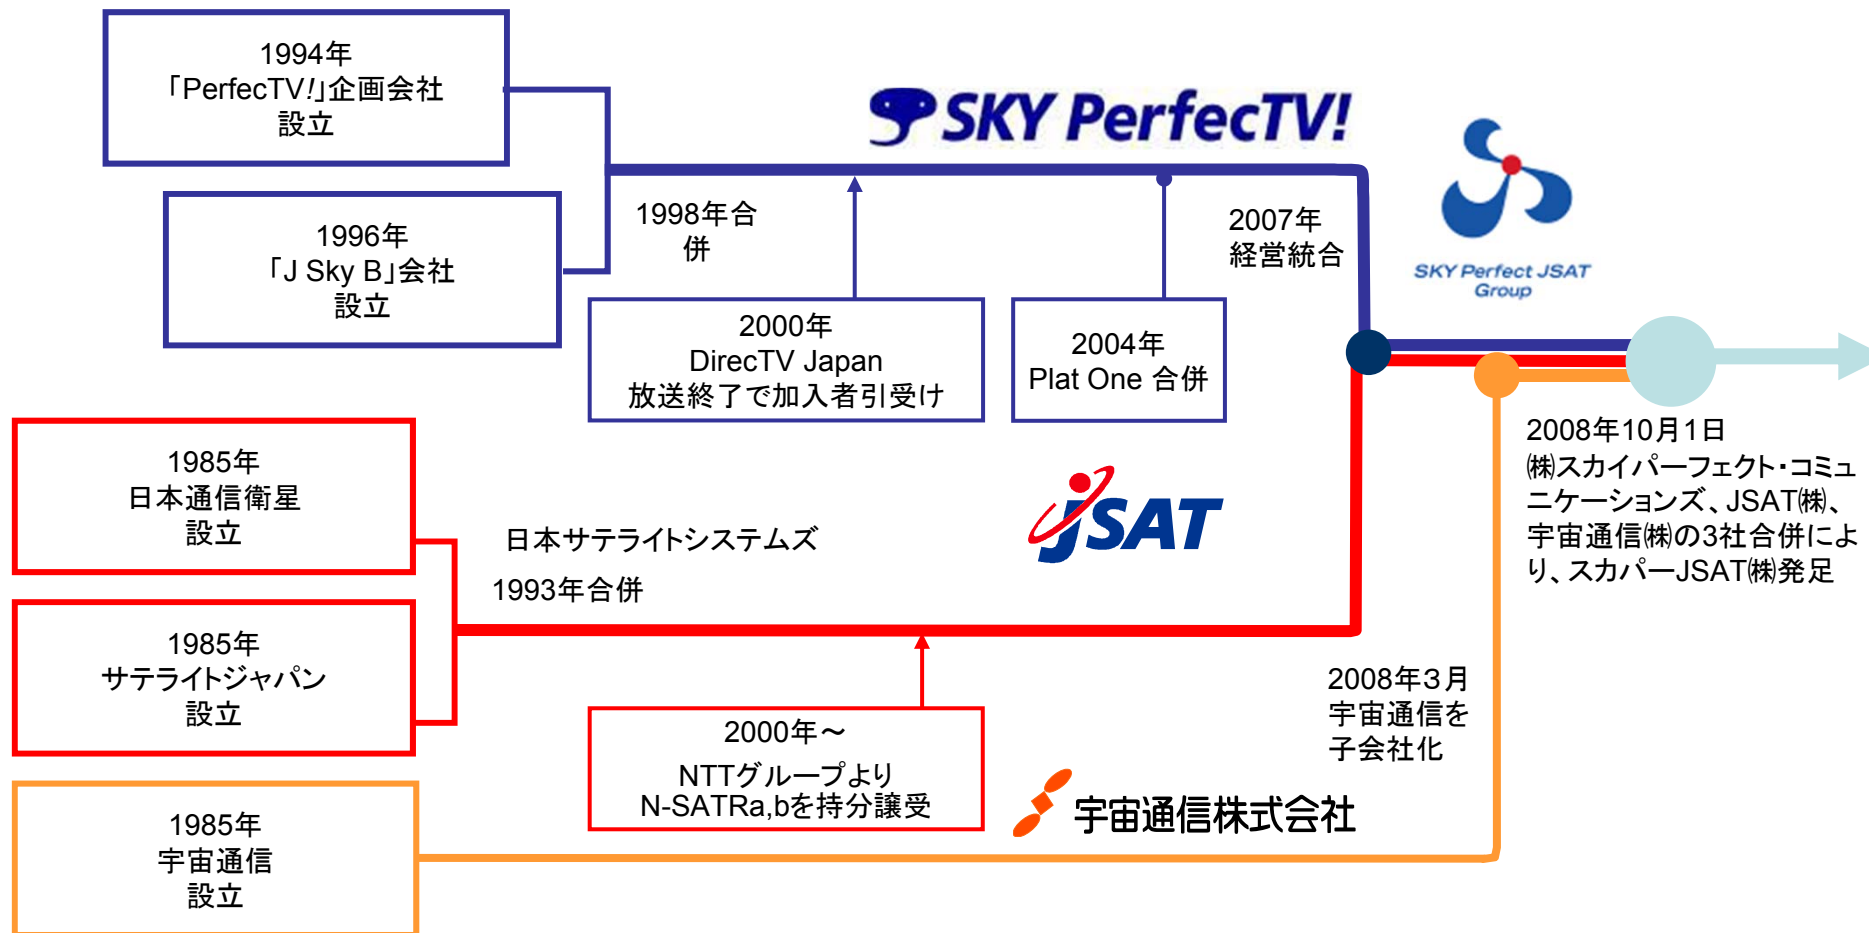 1994年
「PerfecTV!」企画会社
設立
SKY PerfecTV!
1996年
「J Sky B」会社
設立
1998年合
併
2007年
経営統合
SKY Perfect JSAT
Group
2000年
DirecTV Japan
放送終了で加入者引受け
2004年
Plat One 合併
1985年
日本通信衛星
設立
日本サテライトシステムズ
1993年合併
JSAT
2008年10月1日
㈱スカイパーフェクト・コミュ
ニケーションズ、JSAT㈱、
宇宙通信㈱の3社合併によ
り、スカパーJSAT㈱発足
1985年
サテライトジャパン
設立
2000年～
NTTグループより
N-SATRa,bを持分譲受
2008年３月
宇宙通信を
子会社化
宇宙通信株式会社
1985年
宇宙通信
設立